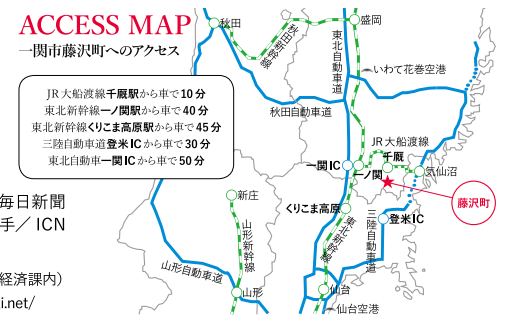 ACCESS MAP
一関市藤沢町へのアクセス
JR大船渡線千厩駅から車で10分
東北新幹線一ノ関駅から車で40分
東北新幹線くりこま高原駅から車で45分
三陸自動車道登米ICから車で30分
東北自動車一関ICから車で50分
毎日新聞
手／ICN
経済課内）
i.net/
秋田
盛岡
秋田新幹線
東北自動車道
いわて花巻空港
秋田自動車道
JR大船渡線
千厩
一関IC
一ノ関
気仙沼
新庄
くりこま高原
藤沢町
登米IC
三陸自動車道
東北新幹線
山形新幹線
山形自動車道
山形
仙台
仙台空港